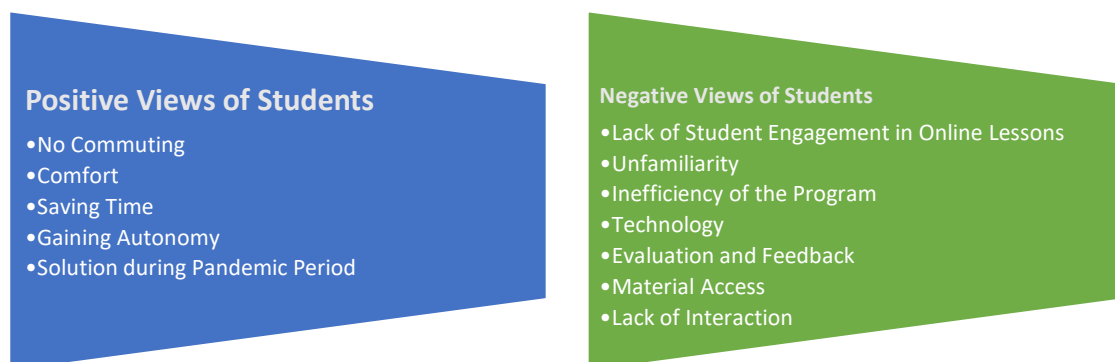 Positive Views of Students
•No Commuting
•Comfort
•Saving Time
•Gaining Autonomy
•Solution during Pandemic Period
Negative Views of Students
•Lack of Student Engagement in Online Lessons
•Unfamiliarity
•Inefficiency of the Program
•Technology
•Evaluation and Feedback
•Material Access
•Lack of Interaction